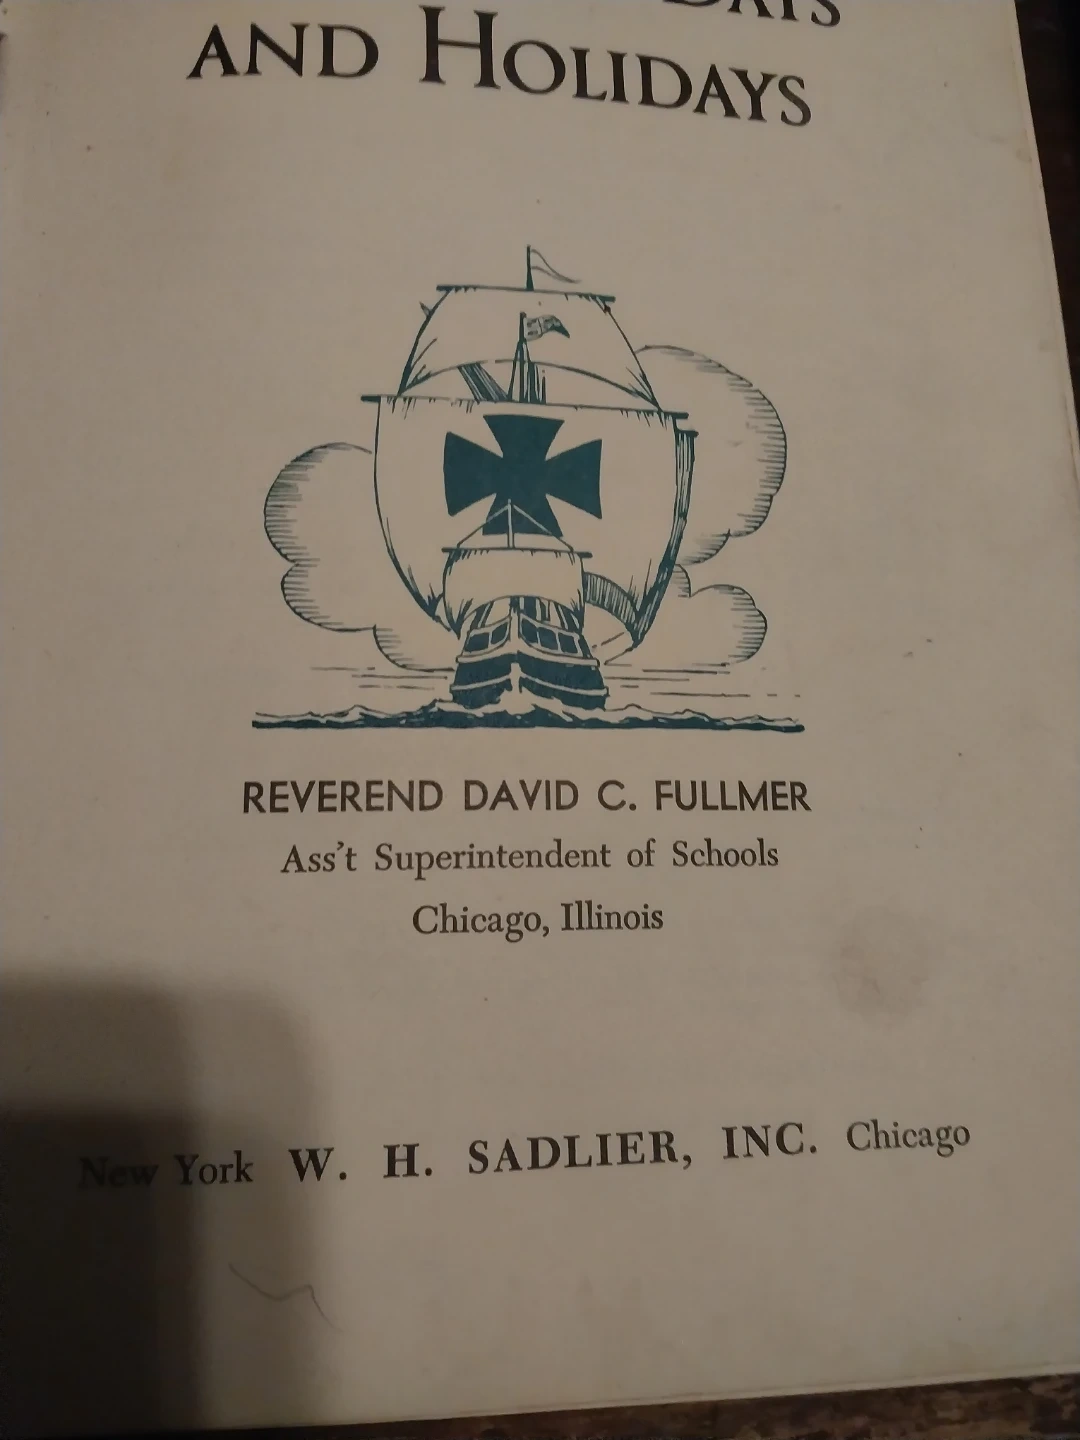 AND HOLIDAYS
REVEREND DAVID C. FULLMER
Ass't Superintendent of Schools
Chicago, Illinois
New York W. H. SADLIER, INC. Chicago